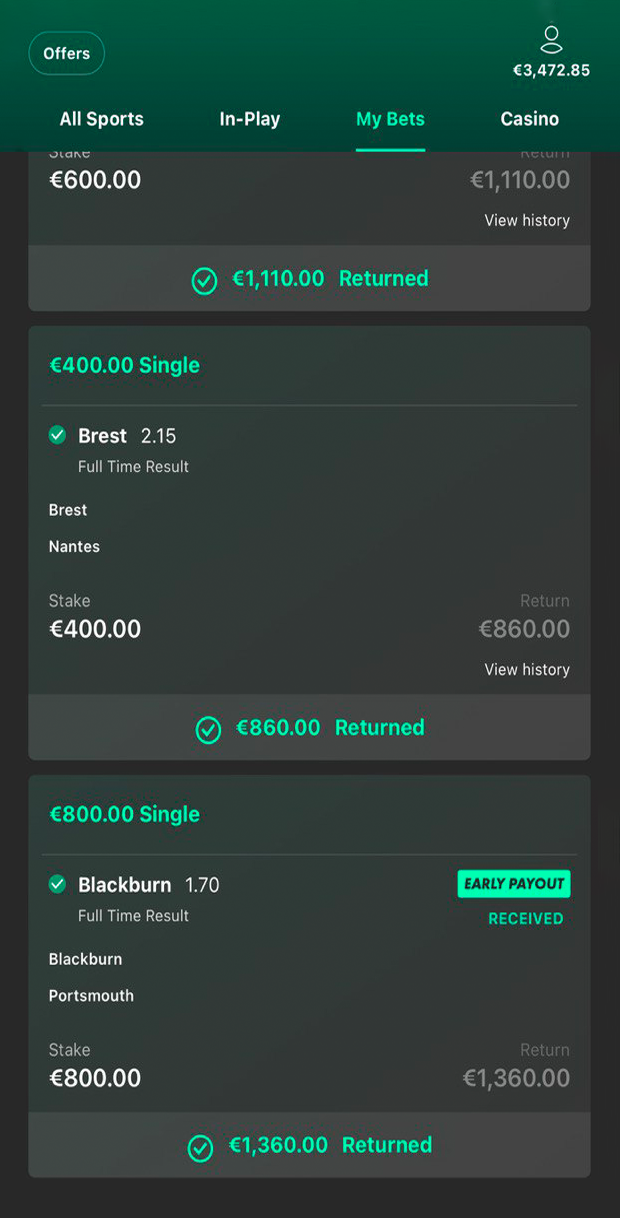 Offers
€3,472.85
All Sports In-Play My Bets Casino
Stake Return
€600.00 €1,110.00
View history
€1,110.00 Returned
€400.00 Single
Brest 2.15
Full Time Result
Brest
Nantes
Stake Return
€400.00 €860.00
View history
€860.00 Returned
€800.00 Single
Blackburn 1.70 EARLY PAYOUT
Full Time Result RECEIVED
Blackburn
Portsmouth
Stake Return
€800.00 €1,360.00
€1,360.00 Returned